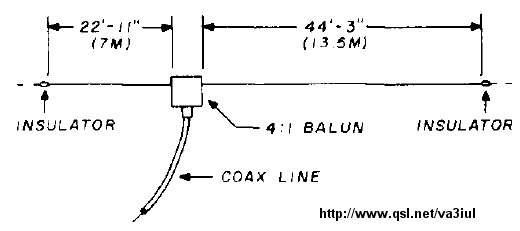 22'-11" 44'-3"
(7M) (13.5M)
INSULATOR 4:1 BALUN INSULATOR
COAX LINE
http://www.qsl.net/va3iul